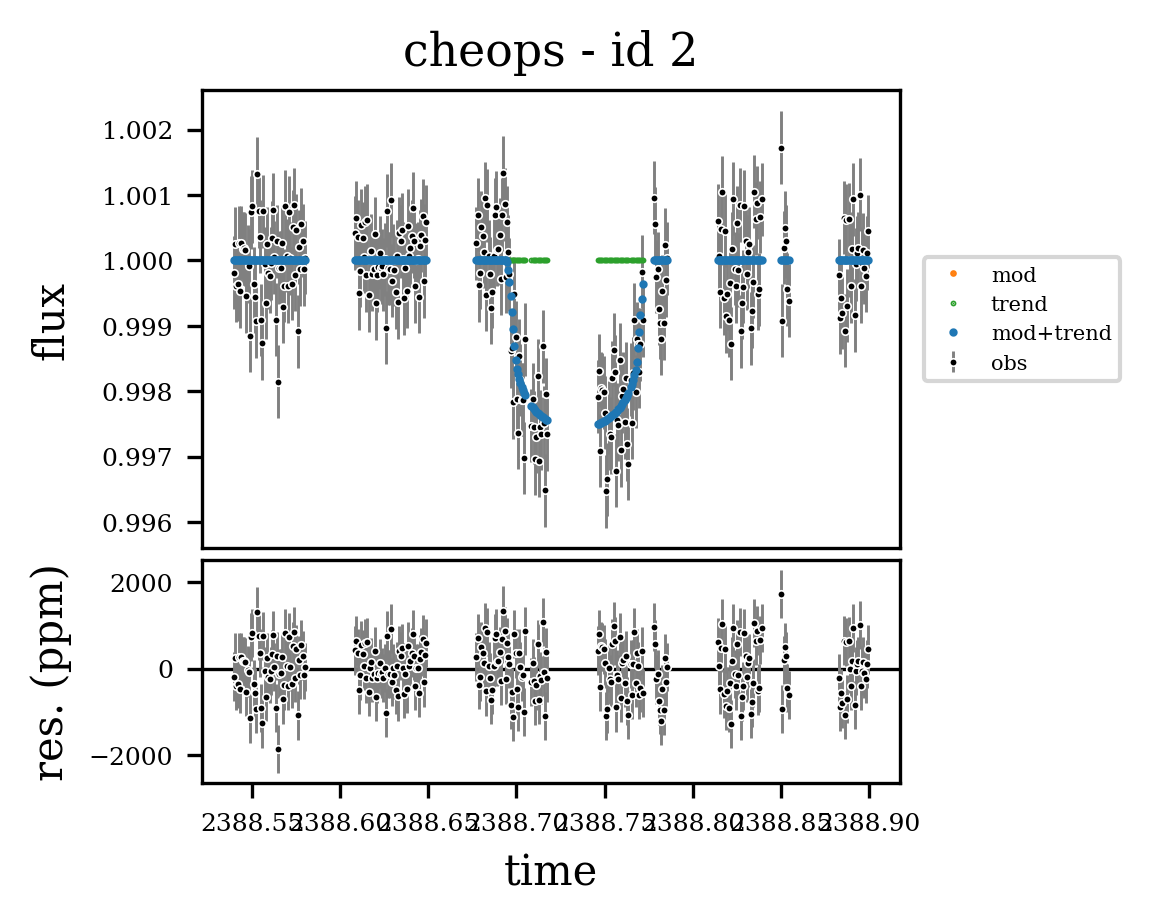 cheops - id 2
flux
1.002
1.001
1.000
0.999
0.998
0.997
0.996
mod
trend
mod+trend
obs
res. (ppm)
2000
0
−2000
2388.55 2388.60 2388.65 2388.70 2388.75 2388.80 2388.85 2388.90
time